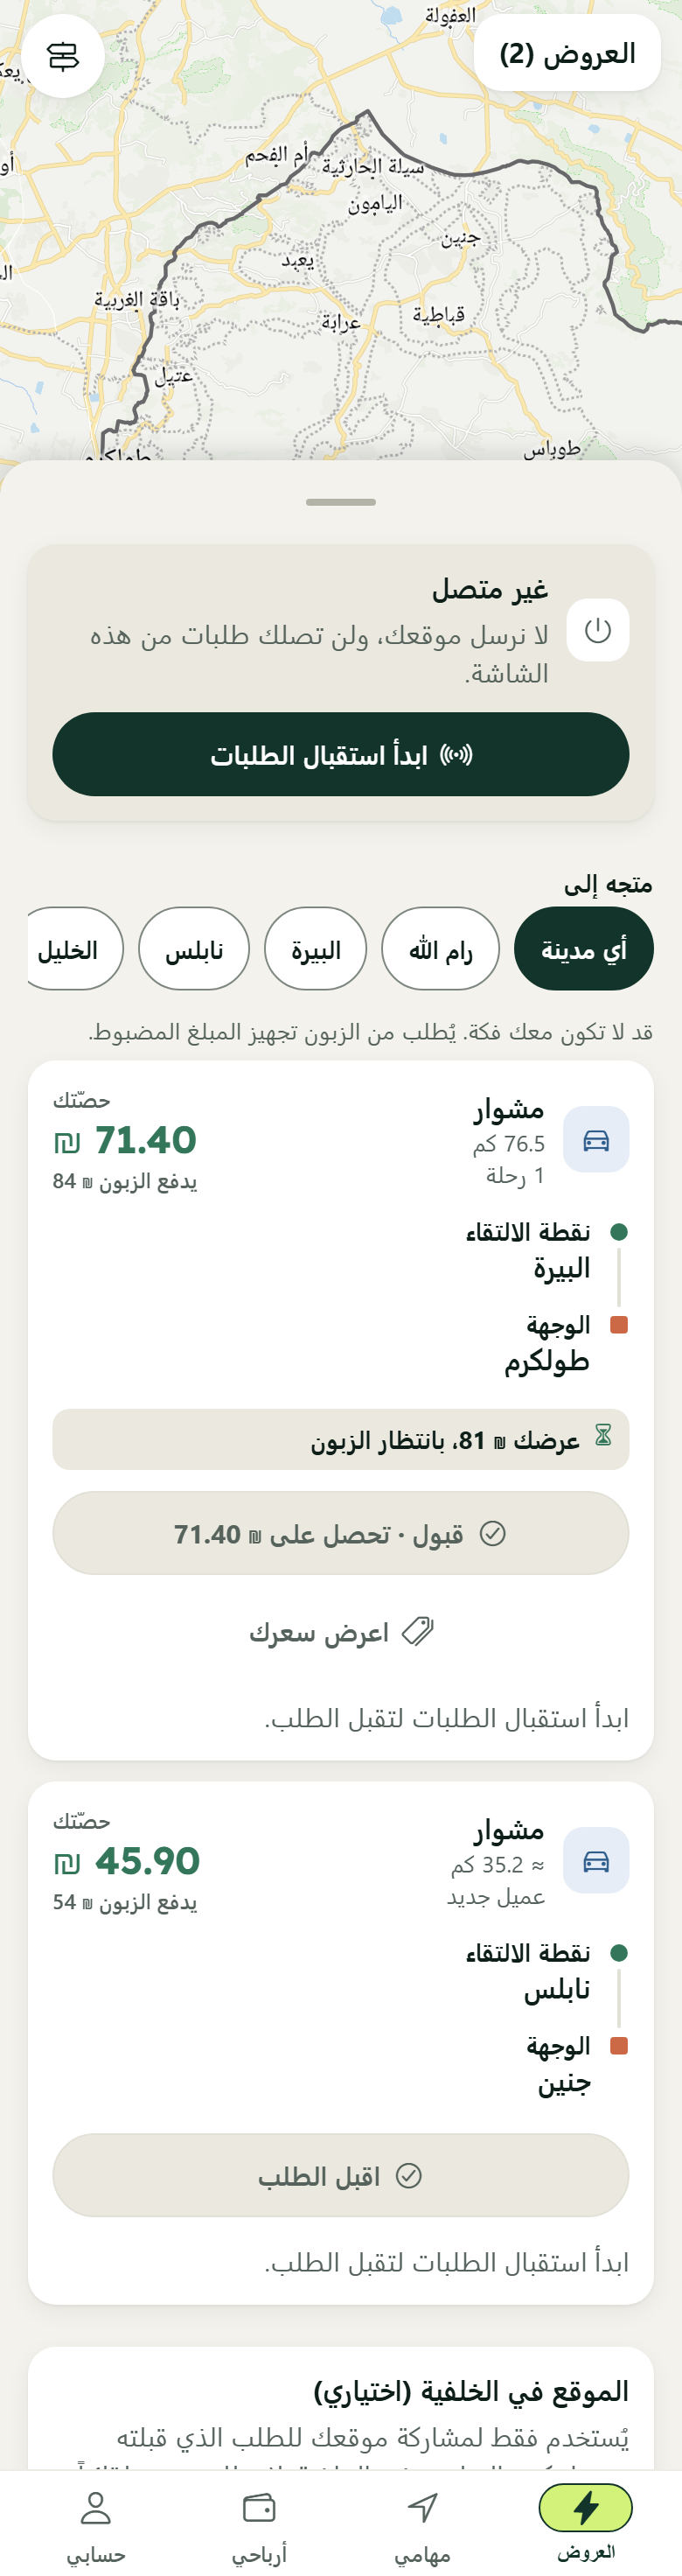 العفولة
العروض (2)
أم الفحم
سيلة الحارثية
اليامون
جنين
يعبد
باقة الغربية
عرابة
قباطية
عتيل
طوباس
غير متصل
لا نرسل موقعك، ولن تصلك طلبات من هذه
الشاشة.
ابدأ استقبال الطلبات
متجه إلى
أي مدينة
رام الله
البيرة
نابلس
الخليل
قد لا تكون معك فكة. يُطلب من الزبون تجهيز المبلغ المضبوط.
مشوار
76.5 كم
1 رحلة
حصّتك
71.40 ₪
يدفع الزبون ₪ 84
نقطة الالتقاء
البيرة
الوجهة
طولكرم
عرضك ₪ 81، بانتظار الزبون
قبول · تحصل على ₪ 71.40
اعرض سعرك
ابدأ استقبال الطلبات لتقبل الطلب.
مشوار
≈ 35.2 كم
عميل جديد
حصّتك
45.90 ₪
يدفع الزبون ₪ 54
نقطة الالتقاء
نابلس
الوجهة
جنين
اقبل الطلب
ابدأ استقبال الطلبات لتقبل الطلب.
الموقع في الخلفية (اختياري)
يُستخدم فقط لمشاركة موقعك للطلب الذي قبلته
العروض
مهامي
أرباحي
حسابي